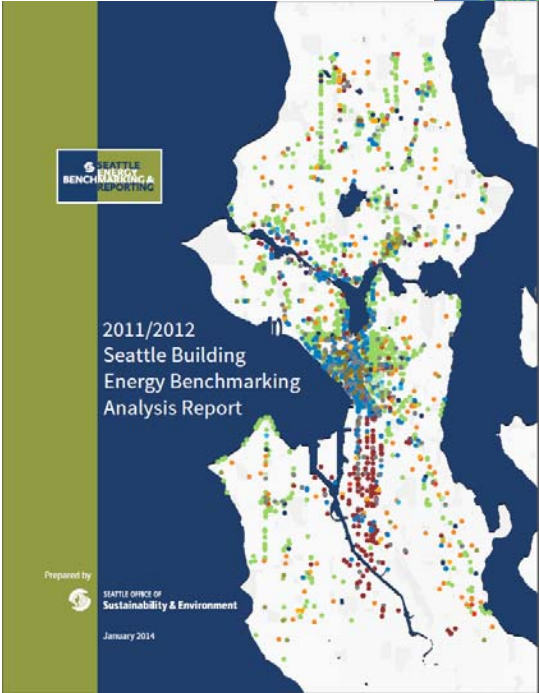 SEATTLE
ENERGY
BENCHMARKING &
REPORTING
2011/2012
Seattle Building
Energy Benchmarking
Analysis Report
Prepared by
SEATTLE OFFICE OF
Sustainability & Environment
January 2014